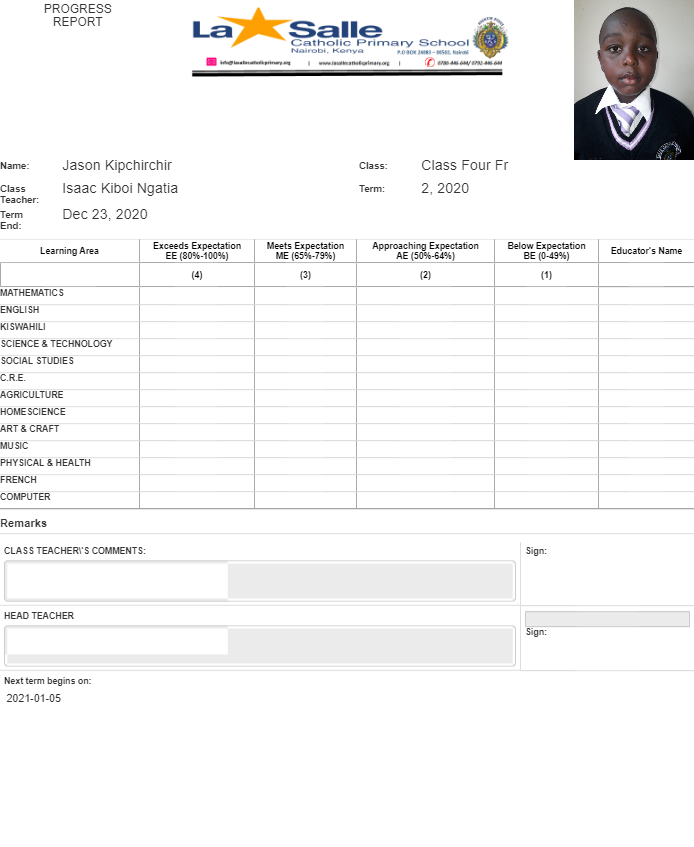 PROGRESS
REPORT
La Salle
Catholic Primary School
Nairobi, Kenya
P.O BOX 24083 - 00502, Nairobi
info@lasallecatholicprimary.org | www.lasallecatholicprimary.org | 0780-446-644/ 0792-446-644
Name: Jason Kipchirchir Class: Class Four Fr
Class Teacher: Isaac Kiboi Ngatia Term: 2, 2020
Term End: Dec 23, 2020
Learning Area Exceeds Expectation EE (80%-100%) Meets Expectation ME (65%-79%) Approaching Expectation AE (50%-64%) Below Expectation BE (0-49%) Educator's Name
(4) (3) (2) (1)
MATHEMATICS
ENGLISH
KISWAHILI
SCIENCE & TECHNOLOGY
SOCIAL STUDIES
C.R.E.
AGRICULTURE
HOMESCIENCE
ART & CRAFT
MUSIC
PHYSICAL & HEALTH
FRENCH
COMPUTER
Remarks
CLASS TEACHER\'S COMMENTS: Sign:
HEAD TEACHER
Sign:
Next term begins on:
2021-01-05